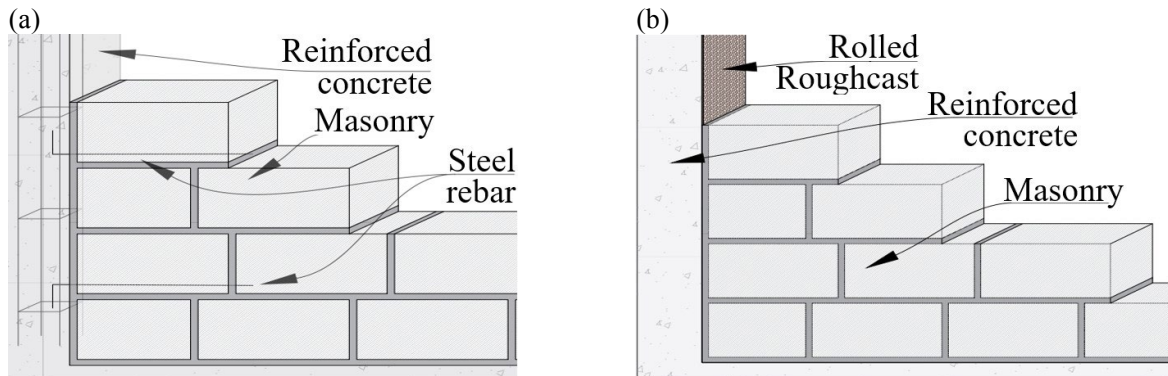 (a)
Reinforced
concrete
Masonry
Steel
rebar
(b)
Rolled
Roughcast
Reinforced
concrete
Masonry